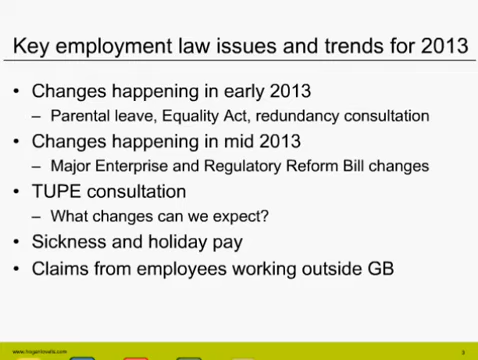 Key employment law issues and trends for 2013
• Changes happening in early 2013
– Parental leave, Equality Act, redundancy consultation
• Changes happening in mid 2013
– Major Enterprise and Regulatory Reform Bill changes
• TUPE consultation
– What changes can we expect?
• Sickness and holiday pay
• Claims from employees working outside GB
www.hoganlovells.com